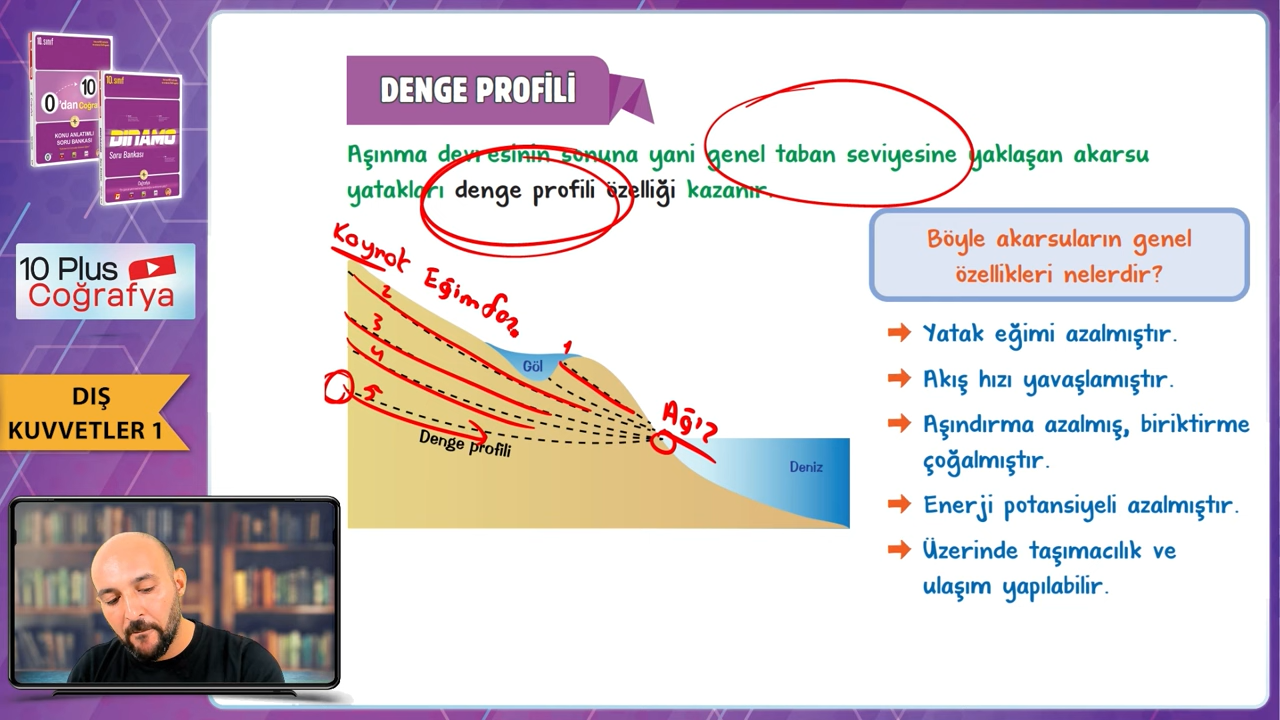 10.sınıf
0'dan 10
KONU ANLATIMLI
SORU BANKASI
10.sınıf
DİNAMO
Soru Bankası
Coğrafya
10 Plus
Coğrafya
DIŞ
KUVVETLER 1
DENGE PROFİLİ
Aşınma devresinin sonuna yani genel taban seviyesine yaklaşan akarsu
yatakları denge profili özelliği kazanır.
Kaynak
Eğim faz.
2
3
4
5
1
Göl
Ağız
Denge profili
Deniz
Böyle akarsuların genel
özellikleri nelerdir?
Yatak eğimi azalmıştır.
Akış hızı yavaşlamıştır.
Aşındırma azalmış, biriktirme
çoğalmıştır.
Enerji potansiyeli azalmıştır.
Üzerinde taşımacılık ve
ulaşım yapılabilir.